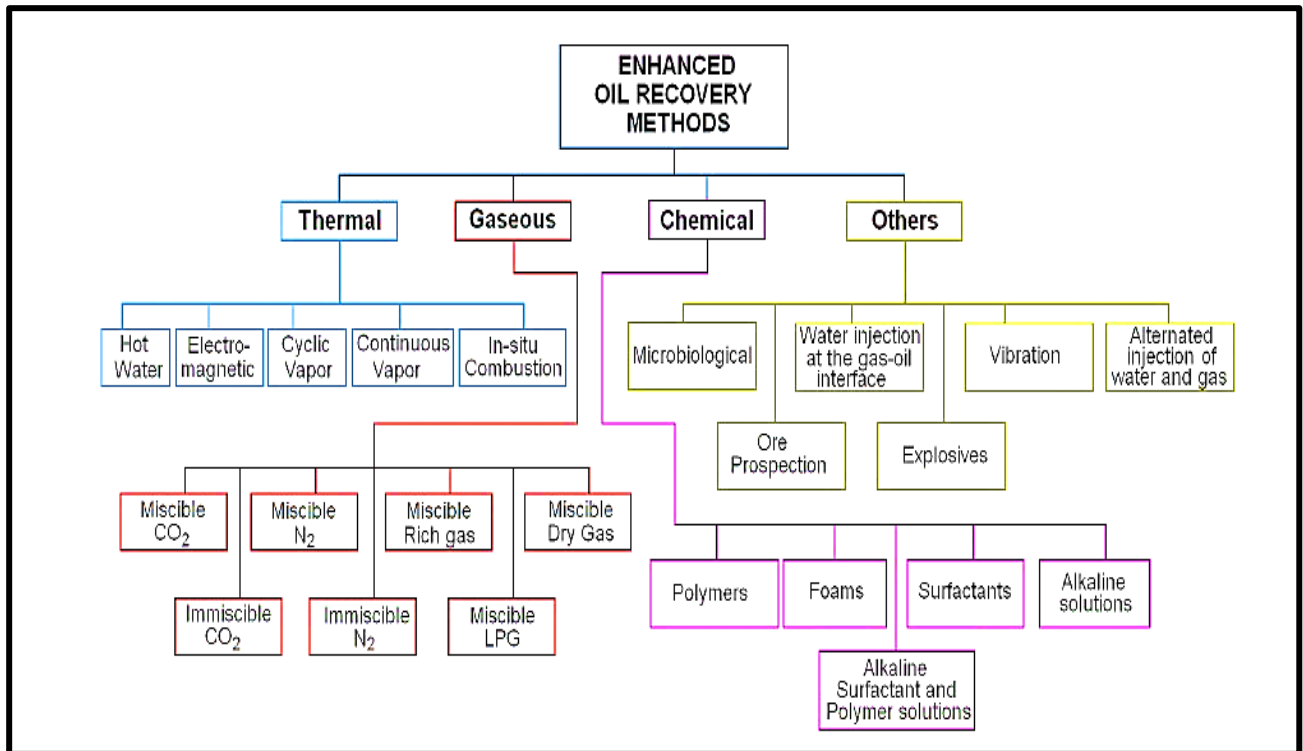 ENHANCED
OIL RECOVERY
METHODS
Thermal
Gaseous
Chemical
Others
Hot
Water
Electro-
magnetic
Cyclic
Vapor
Continuous
Vapor
In-situ
Combustion
Microbiological
Water injection
at the gas-oil
interface
Vibration
Alternated
injection of
water and gas
Ore
Prospection
Explosives
Miscible
CO2
Miscible
N2
Miscible
Rich gas
Miscible
Dry Gas
Immiscible
CO2
Immiscible
N2
Miscible
LPG
Polymers
Foams
Surfactants
Alkaline
solutions
Alkaline
Surfactant and
Polymer solutions